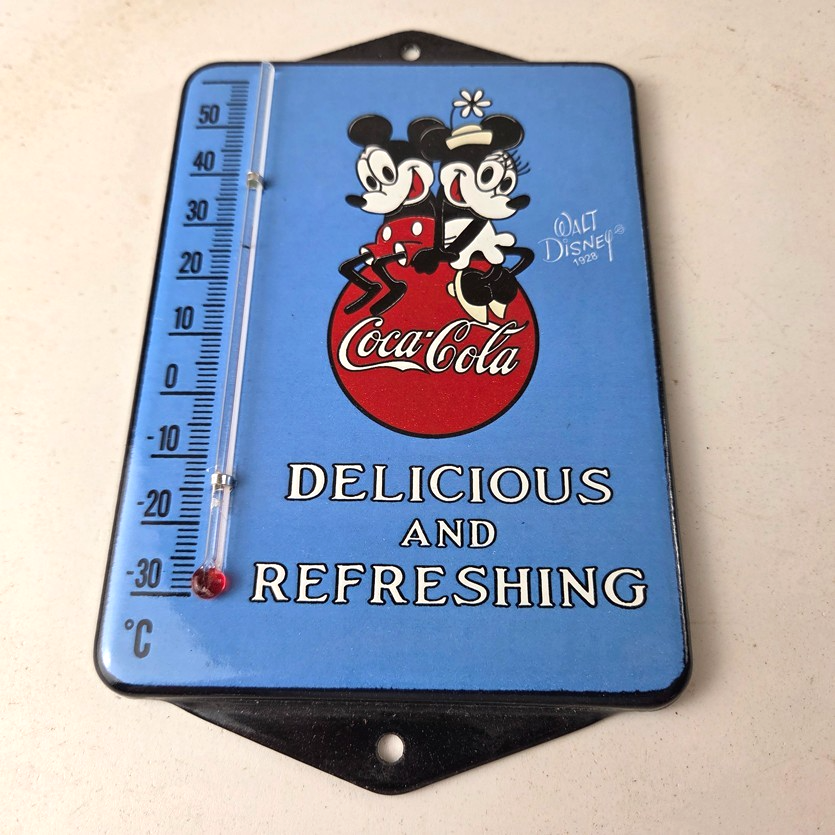 50
40
30
20
10
0
-10
-20
-30
°C
WALT
DISNEY
1928
Coca-Cola
DELICIOUS
AND
REFRESHING